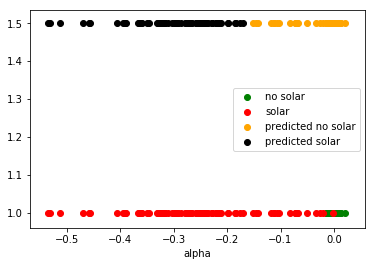 1.5
1.4
1.3
1.2
1.1
1.0
no solar
solar
predicted no solar
predicted solar
−0.5 −0.4 −0.3 −0.2 −0.1 0.0
alpha